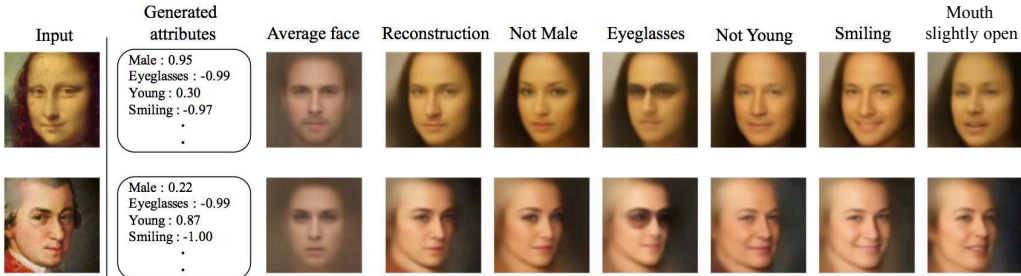 Input
Generated
attributes
Average face
Reconstruction
Not Male
Eyeglasses
Not Young
Smiling
Mouth
slightly open
Male : 0.95
Eyeglasses : -0.99
Young : 0.30
Smiling : -0.97
.
.
Male : 0.22
Eyeglasses : -0.99
Young : 0.87
Smiling : -1.00
.
.